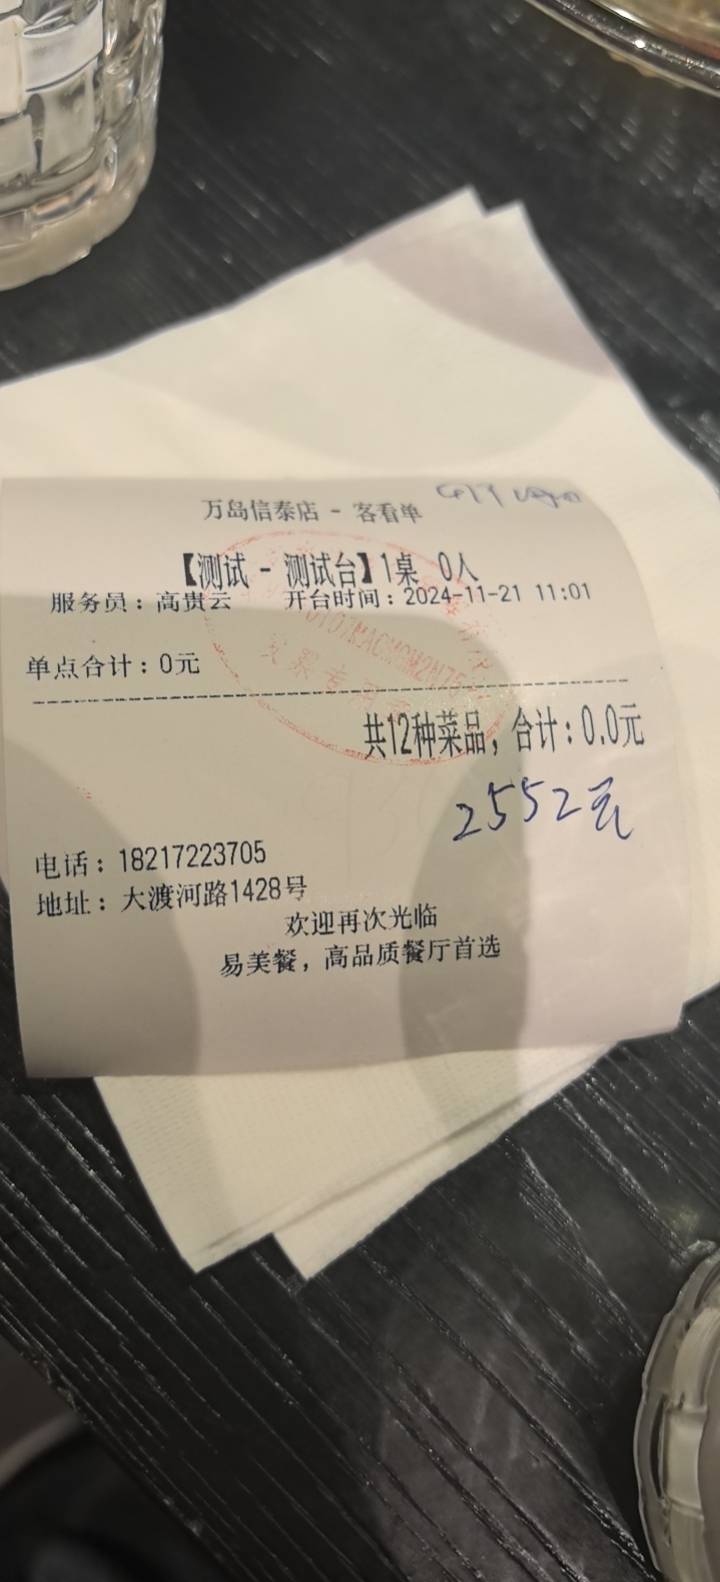 万岛信泰店 - 客看单
【测试 - 测试台】1桌 0人
服务员：高贵云 开台时间：2024-11-21 11:01
单点合计：0元
共12种菜品，合计：0.0元
2552元
电话：18217223705
地址：大渡河路1428号
欢迎再次光临
易美餐，高品质餐厅首选